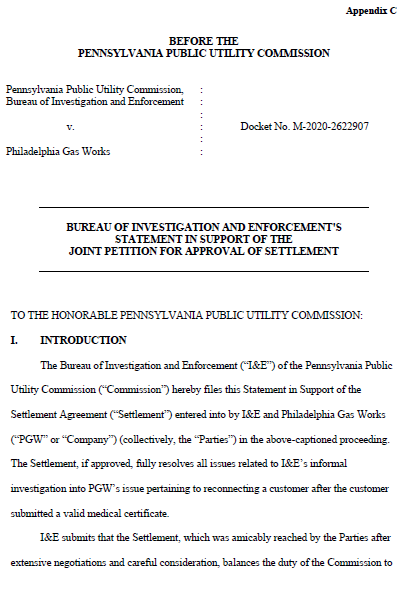 Appendix C
BEFORE THE
PENNSYLVANIA PUBLIC UTILITY COMMISSION
Pennsylvania Public Utility Commission, :
Bureau of Investigation and Enforcement :
:
v. : Docket No. M-2020-2622907
:
Philadelphia Gas Works :
BUREAU OF INVESTIGATION AND ENFORCEMENT'S
STATEMENT IN SUPPORT OF THE
JOINT PETITION FOR APPROVAL OF SETTLEMENT
TO THE HONORABLE PENNSYLVANIA PUBLIC UTILITY COMMISSION:
I. INTRODUCTION
The Bureau of Investigation and Enforcement (“I&E”) of the Pennsylvania Public
Utility Commission (“Commission”) hereby files this Statement in Support of the
Settlement Agreement (“Settlement”) entered into by I&E and Philadelphia Gas Works
(“PGW” or “Company”) (collectively, the “Parties”) in the above-captioned proceeding.
The Settlement, if approved, fully resolves all issues related to I&E’s informal
investigation into PGW’s issue pertaining to reconnecting a customer after the customer
submitted a valid medical certificate.
I&E submits that the Settlement, which was amicably reached by the Parties after
extensive negotiations and careful consideration, balances the duty of the Commission to